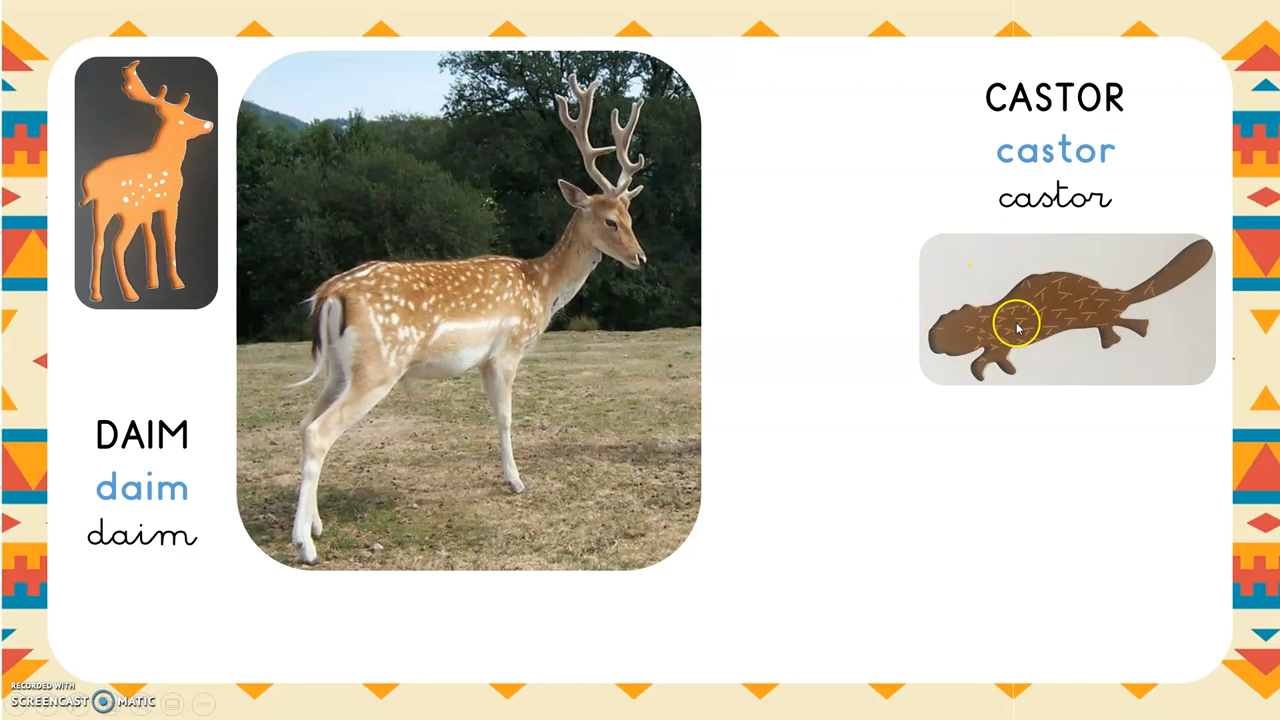 DAIM
daim
daim
CASTOR
castor
castor
RECORDED WITH
SCREENCAST MATIC